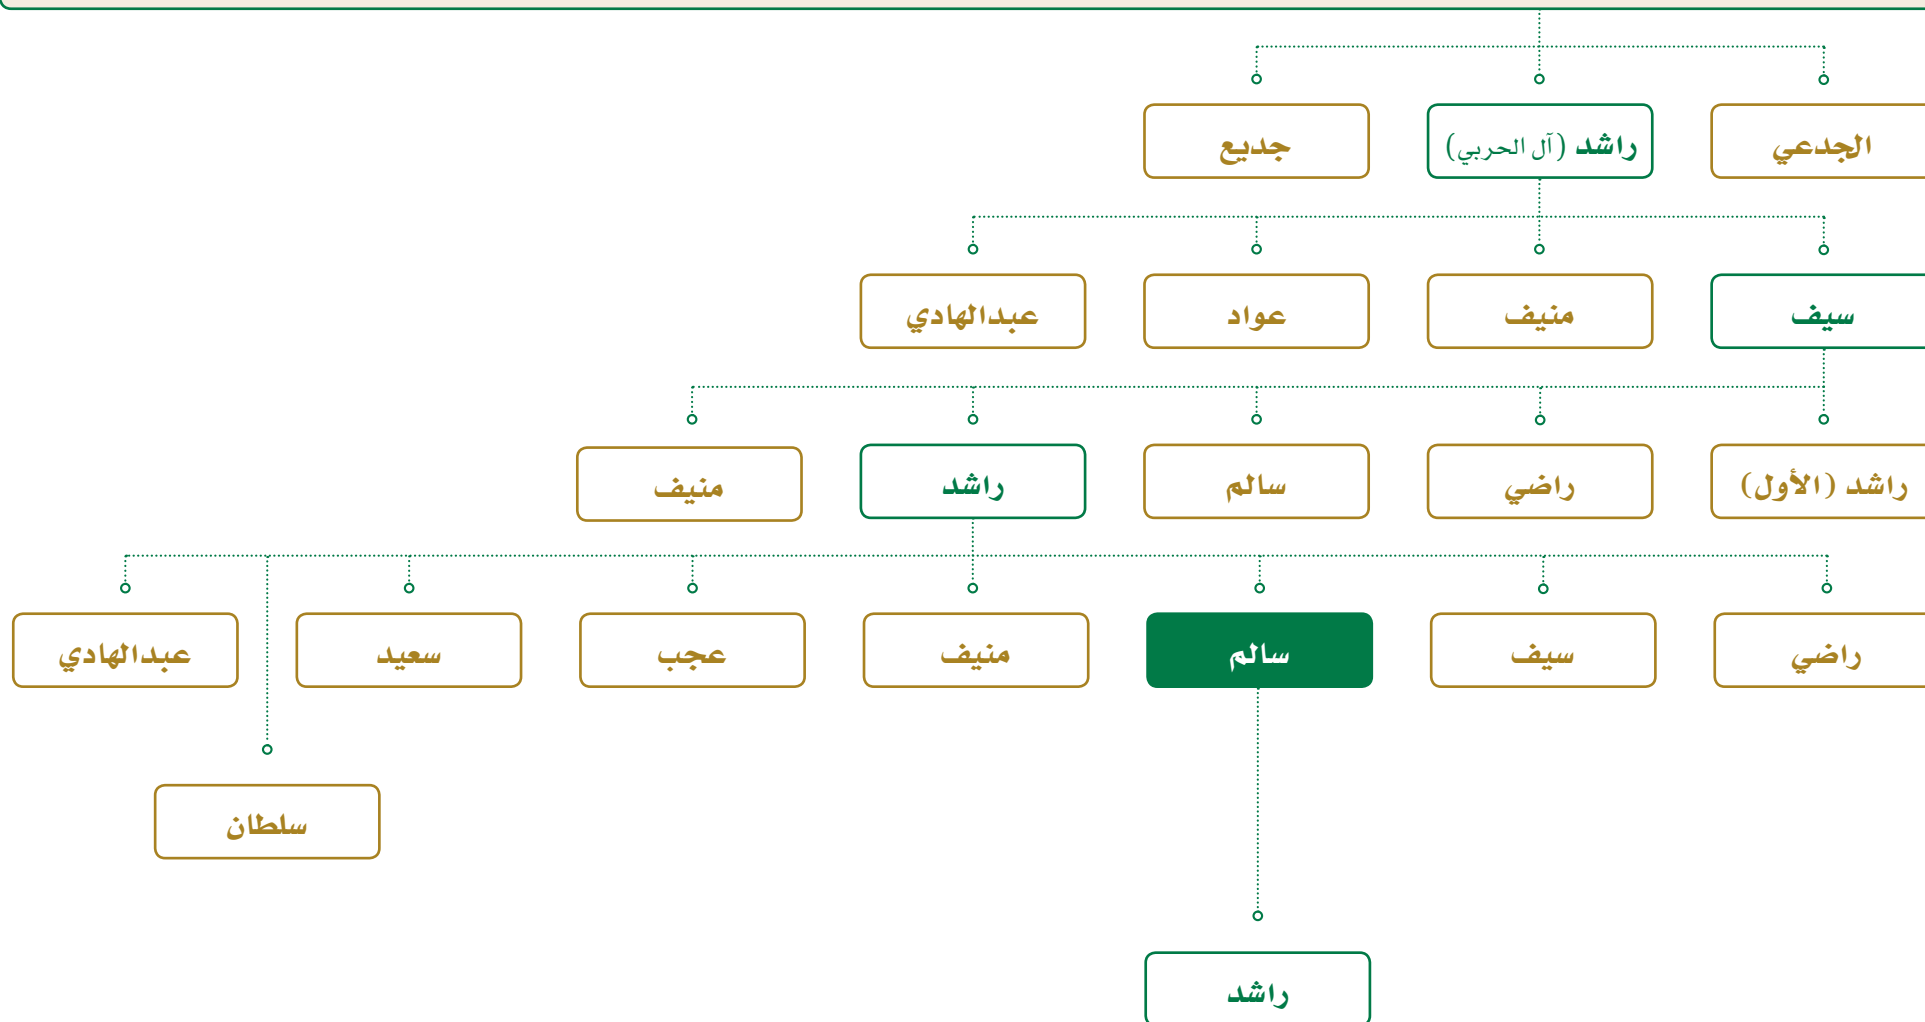 الجدعي
راشد (آل الحربي)
جديع
سيف
منيف
عواد
عبدالهادي
راشد (الأول)
راضي
سالم
راشد
منيف
راضي
سيف
سالم
منيف
عجب
سعيد
عبدالهادي
سلطان
راشد